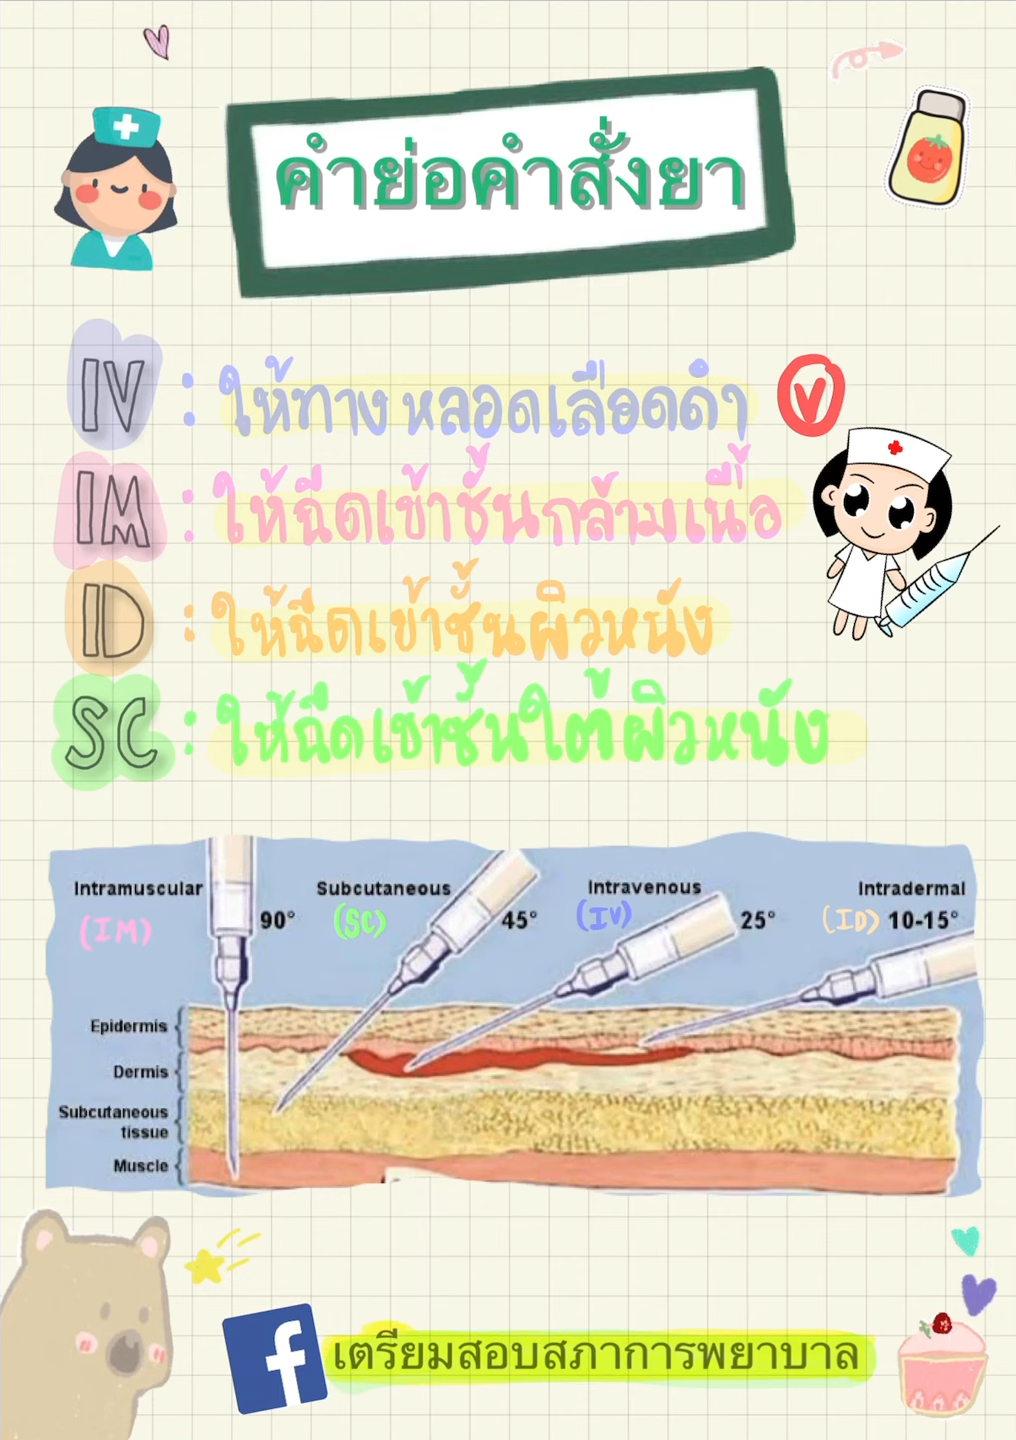 คำย่อคำสั่งยา
IV : ให้ทางหลอดเลือดดำ V
IM : ให้ฉีดเข้าชั้นกล้ามเนื้อ
ID : ให้ฉีดเข้าชั้นผิวหนัง
SC : ให้ฉีดเข้าชั้นใต้ผิวหนัง
Intramuscular Subcutaneous Intravenous Intradermal
(IM) 90° (SC) 45° (IV) 25° (ID) 10-15°
Epidermis
Dermis
Subcutaneous
tissue
Muscle
f เตรียมสอบสภาการพยาบาล